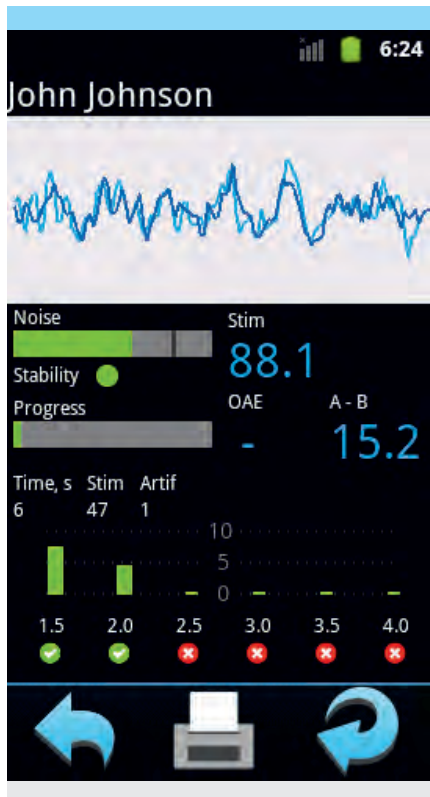 6:24
John Johnson
Noise
Stim
88.1
Stability
Progress
OAE A - B
- 15.2
Time, s Stim Artif
6 47 1
10
5
0
1.5 2.0 2.5 3.0 3.5 4.0